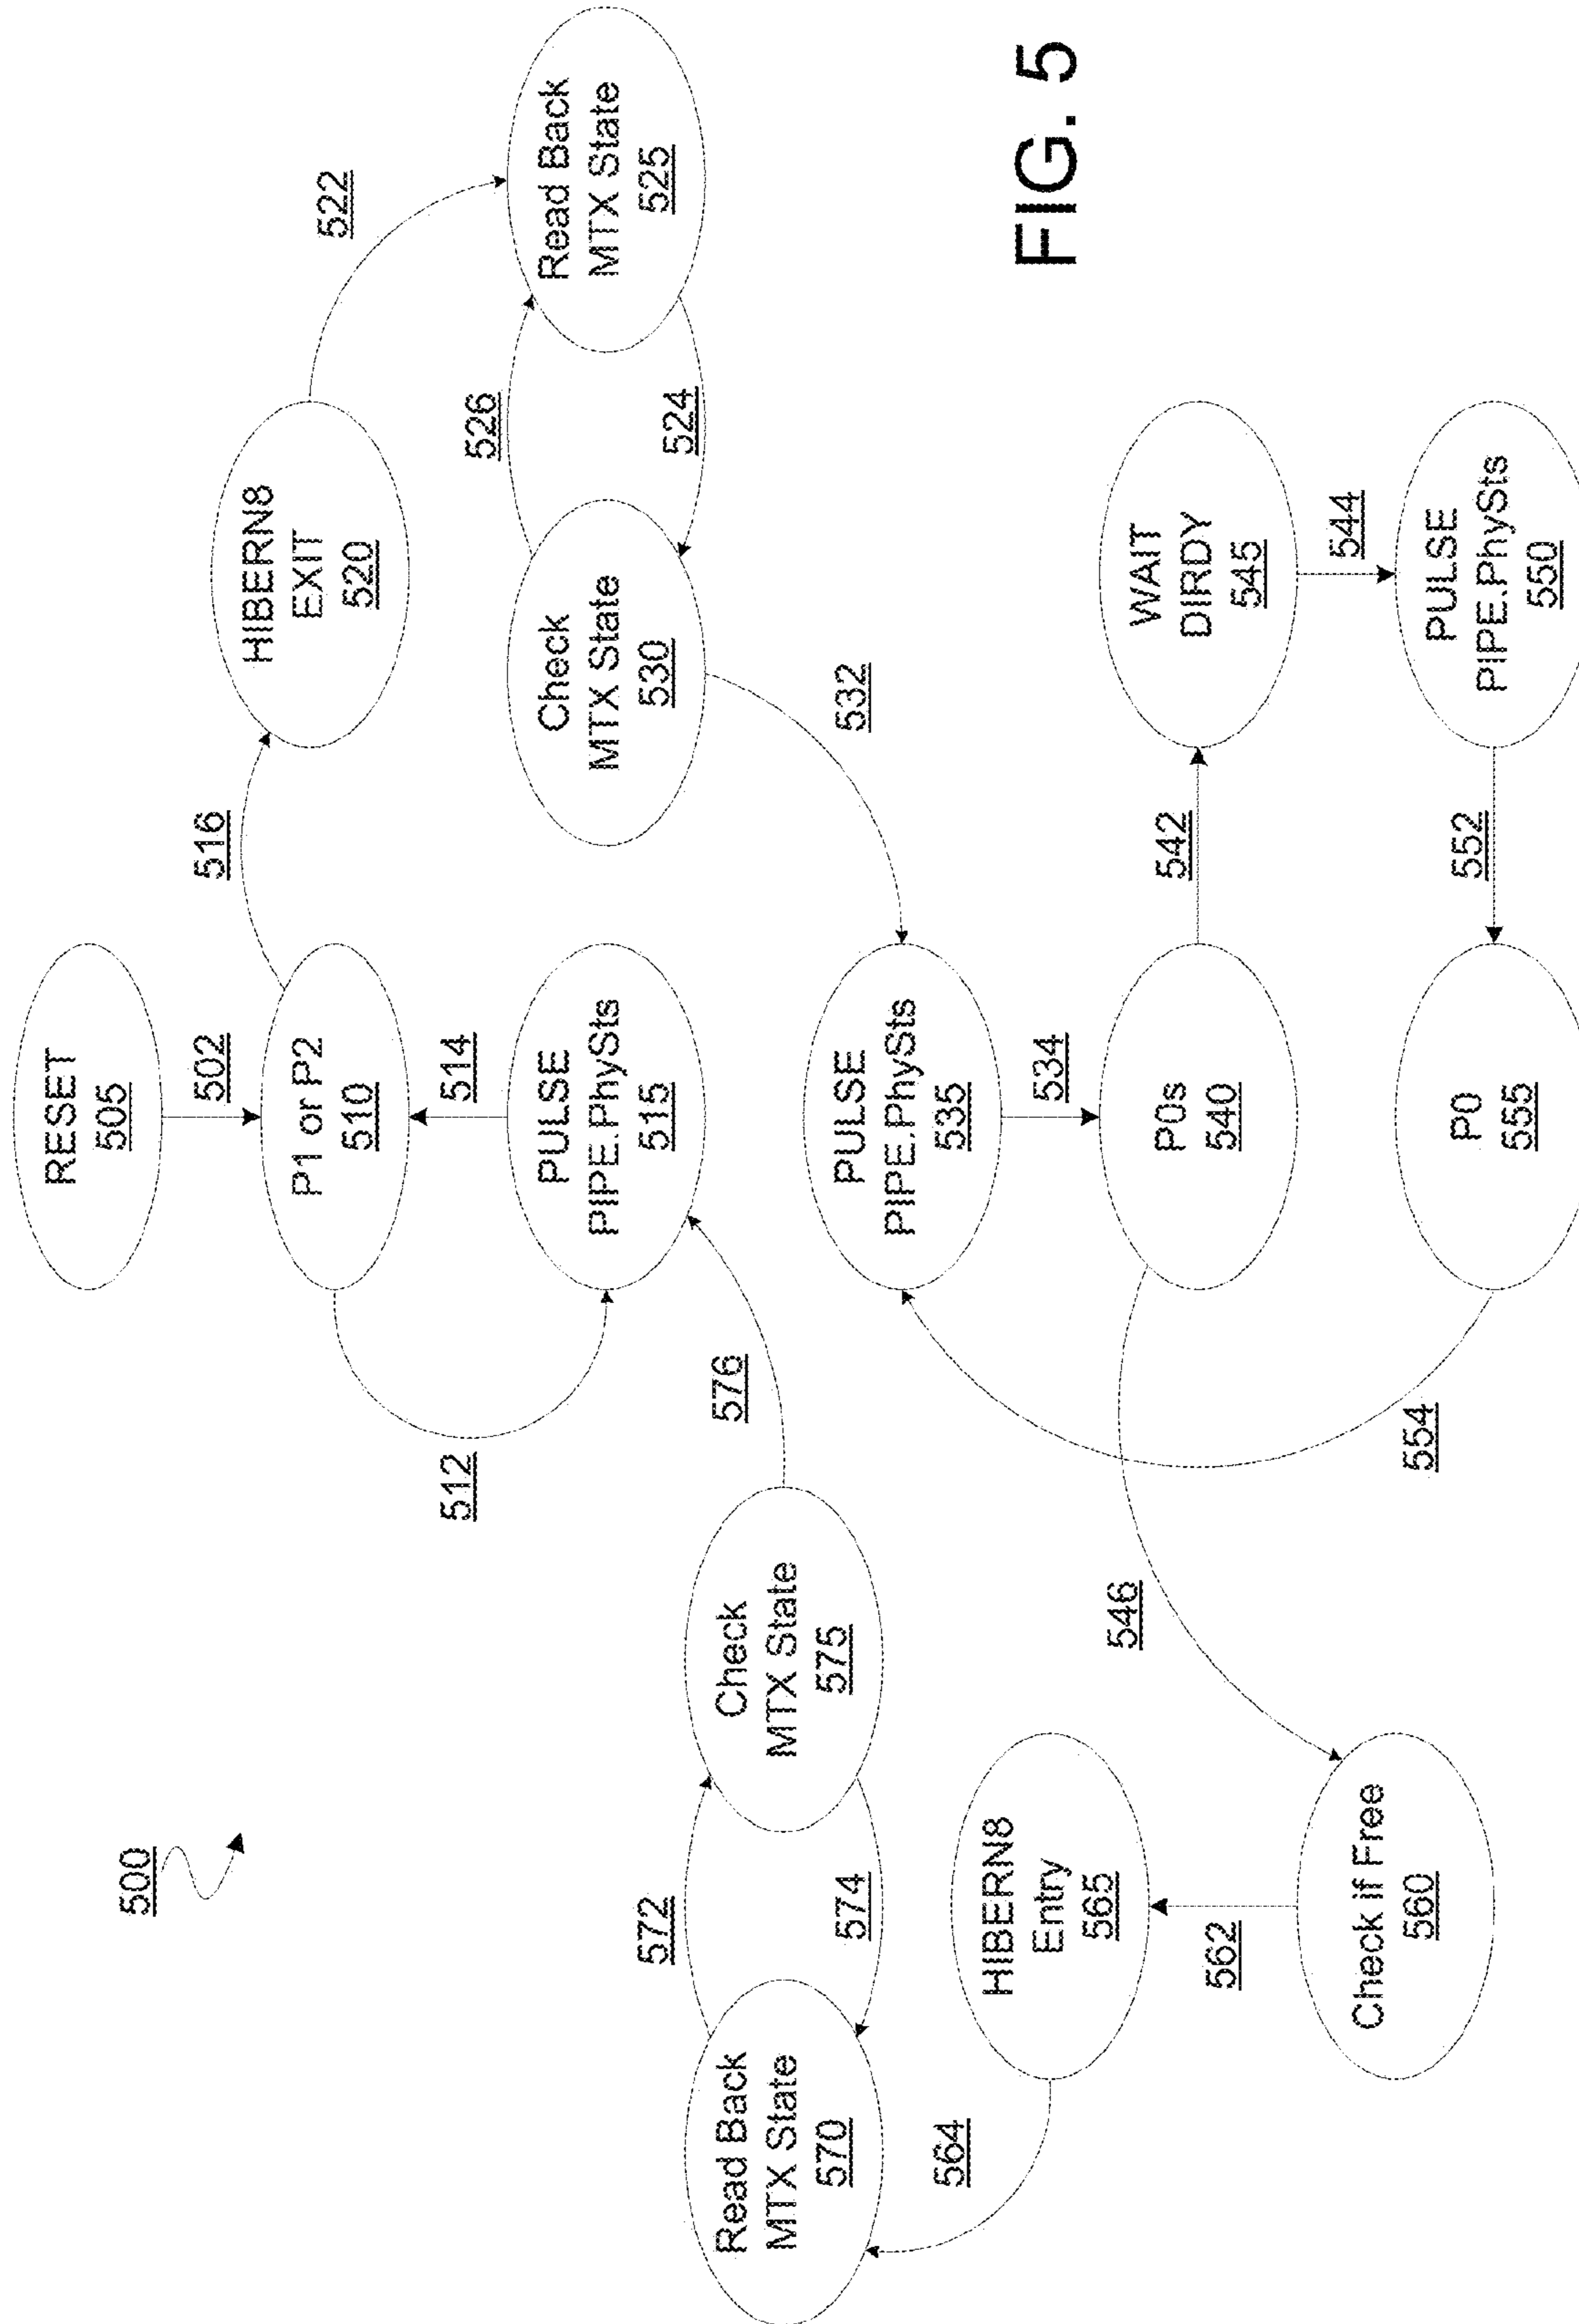 500
RESET
505
502
P1 or P2
510
516
HIBERN8
EXIT
520
522
512
514
PULSE
PIPE.PhySts
515
526
Read Back
MTX State
525
524
Check
MTX State
530
532
576
572
Read Back
MTX State
570
Check
MTX State
575
574
PULSE
PIPE.PhySts
535
534
564
HIBERN8
Entry
565
562
Check if Free
560
546
P0s
540
542
WAIT
DIRDY
545
544
554
P0
555
552
PULSE
PIPE.PhySts
550
FIG. 5